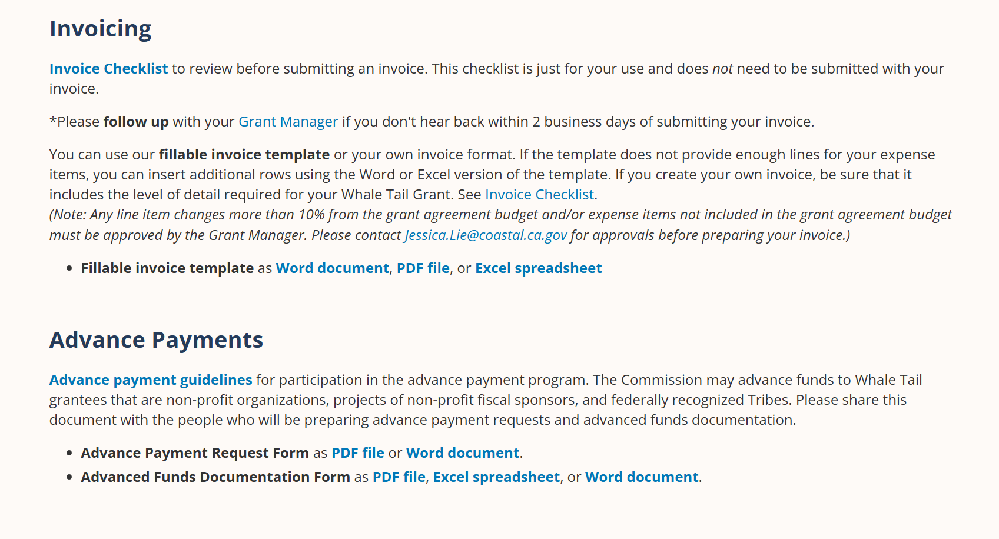 Invoicing
Invoice Checklist to review before submitting an invoice. This checklist is just for your use and does not need to be submitted with your
invoice.
*Please follow up with your Grant Manager if you don't hear back within 2 business days of submitting your invoice.
You can use our fillable invoice template or your own invoice format. If the template does not provide enough lines for your expense
items, you can insert additional rows using the Word or Excel version of the template. If you create your own invoice, be sure that it
includes the level of detail required for your Whale Tail Grant. See Invoice Checklist.
(Note: Any line item changes more than 10% from the grant agreement budget and/or expense items not included in the grant agreement budget
must be approved by the Grant Manager. Please contact Jessica.Lie@coastal.ca.gov for approvals before preparing your invoice.)
• Fillable invoice template as Word document, PDF file, or Excel spreadsheet
Advance Payments
Advance payment guidelines for participation in the advance payment program. The Commission may advance funds to Whale Tail
grantees that are non-profit organizations, projects of non-profit fiscal sponsors, and federally recognized Tribes. Please share this
document with the people who will be preparing advance payment requests and advanced funds documentation.
• Advance Payment Request Form as PDF file or Word document.
• Advanced Funds Documentation Form as PDF file, Excel spreadsheet, or Word document.